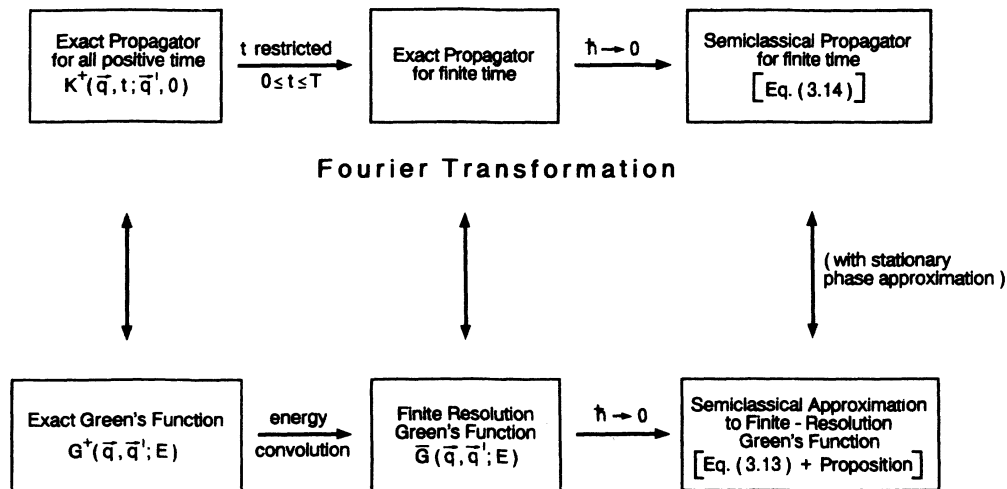 Exact Propagator
for all positive time
K⁺(q⃗, t; q⃗', 0)
t restricted
0 ≤ t ≤ T
Exact Propagator
for finite time
ħ → 0
Semiclassical Propagator
for finite time
[Eq. (3.14)]
Fourier Transformation
(with stationary
phase approximation)
Exact Green's Function
G⁺(q⃗, q⃗'; E)
energy
convolution
Finite Resolution
Green's Function
G̅(q⃗, q⃗'; E)
ħ → 0
Semiclassical Approximation
to Finite - Resolution
Green's Function
[Eq. (3.13) + Proposition]